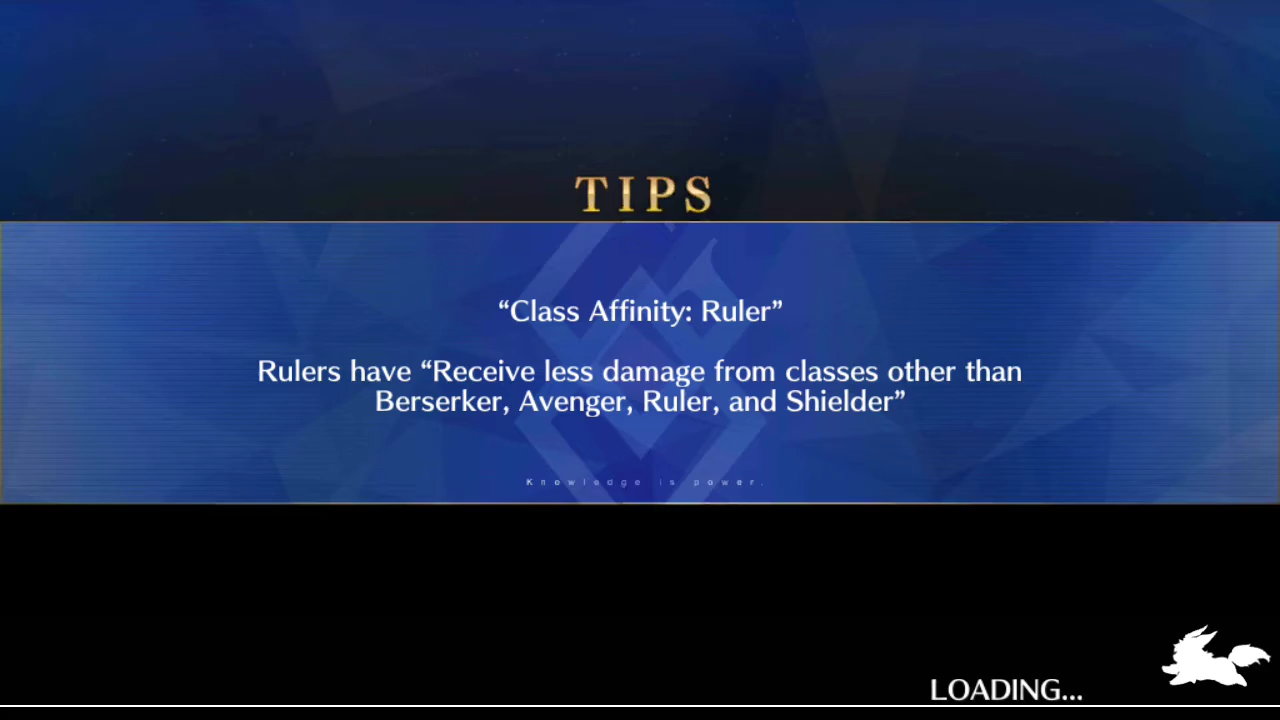 TIPS
“Class Affinity: Ruler”
Rulers have “Receive less damage from classes other than
Berserker, Avenger, Ruler, and Shielder”
Knowledge is power.
LOADING...